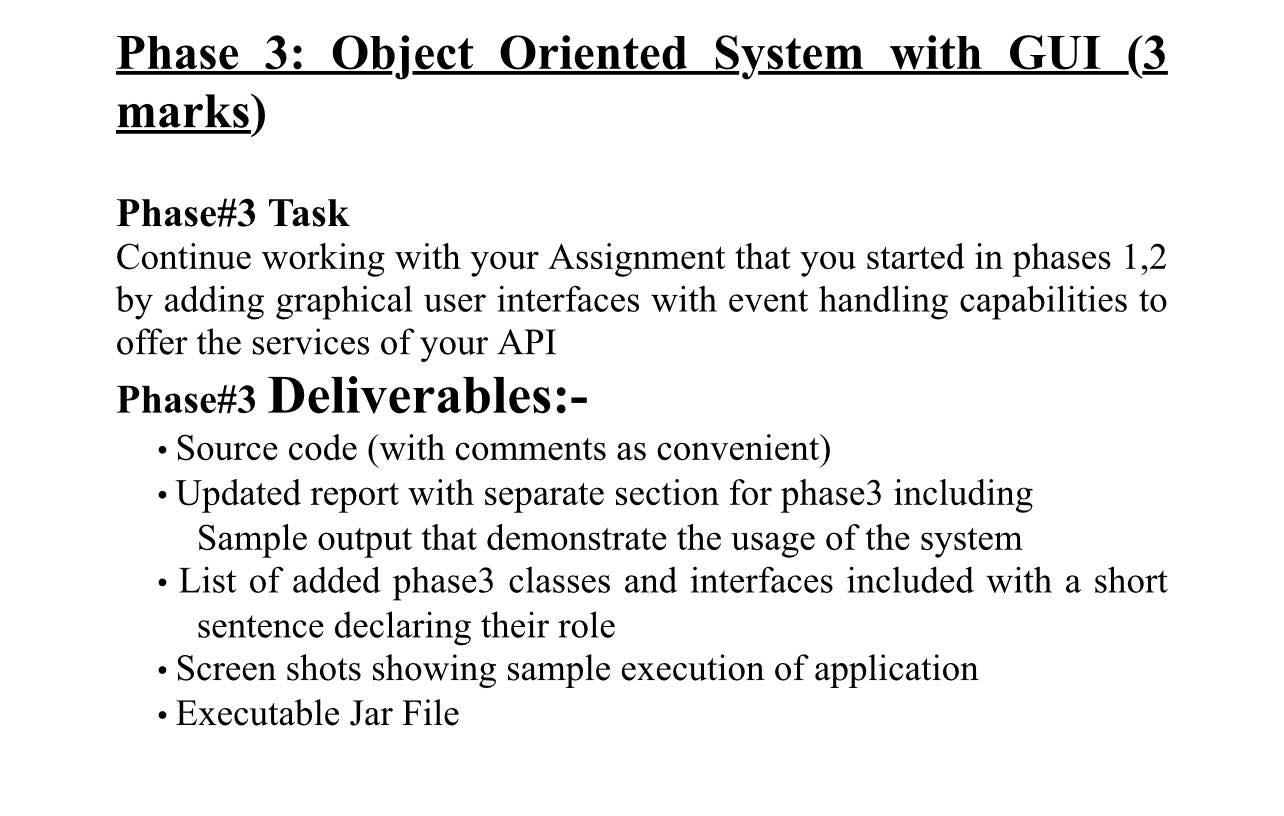 Phase 3: Object Oriented System with GUI (3
marks)
Phase#3 Task
Continue working with your Assignment that you started in phases 1,2
by adding graphical user interfaces with event handling capabilities to
offer the services of your API
Phase#3 Deliverables:-
• Source code (with comments as convenient)
• Updated report with separate section for phase3 including
Sample output that demonstrate the usage of the system
• List of added phase3 classes and interfaces included with a short
sentence declaring their role
• Screen shots showing sample execution of application
• Executable Jar File